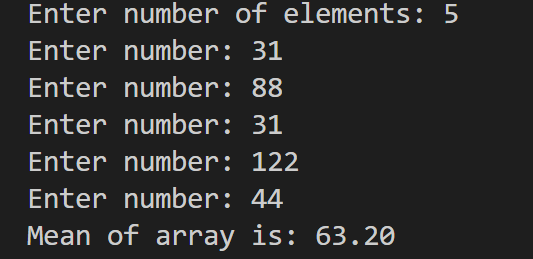 Enter number of elements: 5
Enter number: 31
Enter number: 88
Enter number: 31
Enter number: 122
Enter number: 44
Mean of array is: 63.20